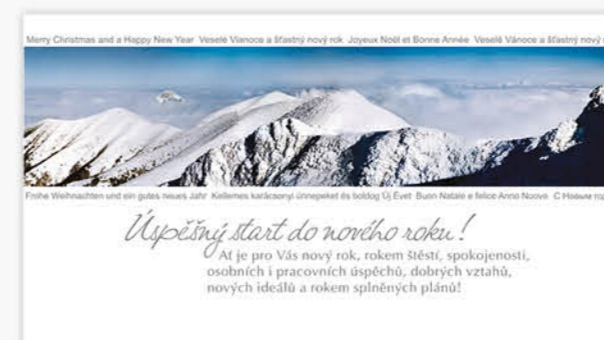 Merry Christmas and a Happy New Year Veselé Vianoce a šťastný nový rok Joyeux Noël et Bonne Année Veselé Vánoce a šťastný nový
Frohe Weihnachten und ein gutes neues Jahr Kellemes karácsonyi ünnepeket és boldog Új Évet Buon Natale e felice Anno Nuovo С Новым го
Úspěšný start do nového roku!
Ať je pro Vás nový rok, rokem štěstí, spokojenosti,
osobních i pracovních úspěchů, dobrých vztahů,
nových ideálů a rokem splněných plánů!